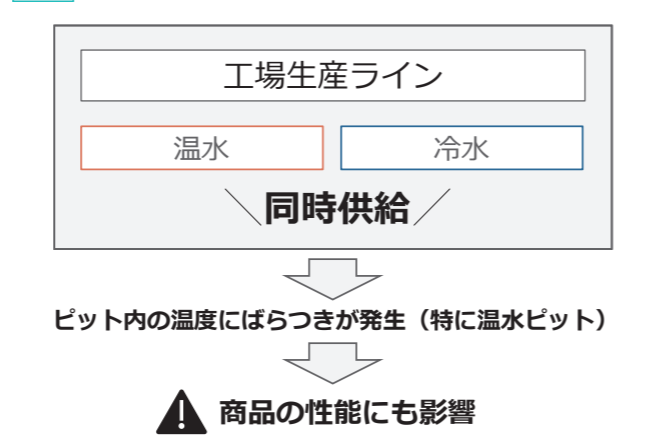 工場生産ライン
温水
冷水
同時供給
ピット内の温度にばらつきが発生（特に温水ピット）
商品の性能にも影響